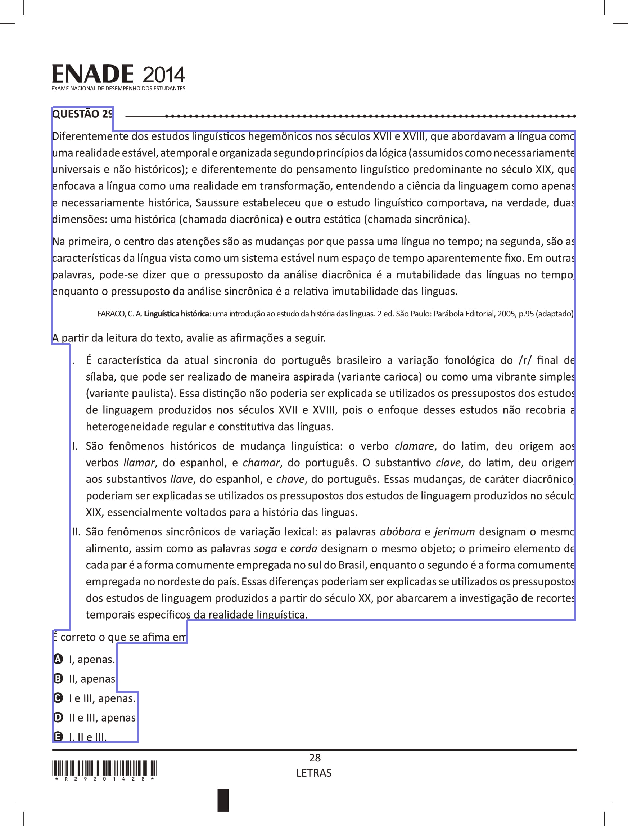 ENADE 2014
EXAME NACIONAL DE DESEMPENHO DOS ESTUDANTES
QUESTÃO 29
Diferentemente dos estudos linguísticos hegemônicos nos séculos XVII e XVIII, que abordavam a língua como
uma realidade estável, atemporal e organizada segundo princípios da lógica (assumidos como necessariamente
universais e não históricos); e diferentemente do pensamento linguístico predominante no século XIX, que
enfocava a língua como uma realidade em transformação, entendendo a ciência da linguagem como apenas
e necessariamente histórica, Saussure estabeleceu que o estudo linguístico comportava, na verdade, duas
dimensões: uma histórica (chamada diacrônica) e outra estática (chamada sincrônica).
Na primeira, o centro das atenções são as mudanças por que passa uma língua no tempo; na segunda, são as
características da língua vista como um sistema estável num espaço de tempo aparentemente fixo. Em outras
palavras, pode-se dizer que o pressuposto da análise diacrônica é a mutabilidade das línguas no tempo,
enquanto o pressuposto da análise sincrônica é a relativa imutabilidade das línguas.
FARACO, C. A. Linguística histórica: uma introdução ao estudo da história das línguas. 2 ed. São Paulo: Parábola Editorial, 2005, p.95 (adaptado)
A partir da leitura do texto, avalie as afirmações a seguir.
. É característica da atual sincronia do português brasileiro a variação fonológica do /r/ final de
sílaba, que pode ser realizado de maneira aspirada (variante carioca) ou como uma vibrante simples
(variante paulista). Essa distinção não poderia ser explicada se utilizados os pressupostos dos estudos
de linguagem produzidos nos séculos XVII e XVIII, pois o enfoque desses estudos não recobria a
heterogeneidade regular e constitutiva das línguas.
I. São fenômenos históricos de mudança linguística: o verbo clamare, do latim, deu origem aos
verbos llamar, do espanhol, e chamar, do português. O substantivo clave, do latim, deu origem
aos substantivos llave, do espanhol, e chave, do português. Essas mudanças, de caráter diacrônico,
poderiam ser explicadas se utilizados os pressupostos dos estudos de linguagem produzidos no século
XIX, essencialmente voltados para a história das línguas.
II. São fenômenos sincrônicos de variação lexical: as palavras abóbora e jerimum designam o mesmo
alimento, assim como as palavras soga e corda designam o mesmo objeto; o primeiro elemento de
cada par é a forma comumente empregada no sul do Brasil, enquanto o segundo é a forma comumente
empregada no nordeste do país. Essas diferenças poderiam ser explicadas se utilizados os pressupostos
dos estudos de linguagem produzidos a partir do século XX, por abarcarem a investigação de recortes
temporais específicos da realidade linguística.
É correto o que se afima em
A I, apenas.
B II, apenas
C I e III, apenas.
D II e III, apenas
E I, II e III.
28
LETRAS
*R2920142​8*